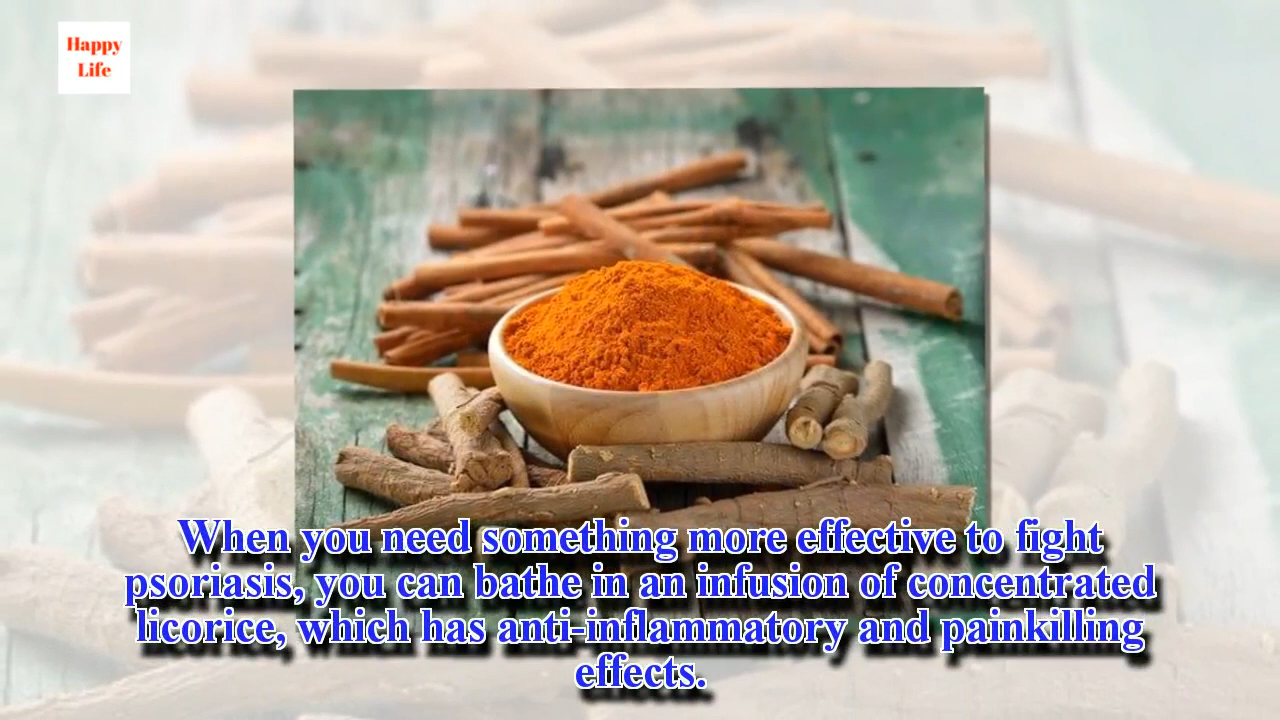 Happy
Life
When you need something more effective to fight
psoriasis, you can bathe in an infusion of concentrated
licorice, which has anti-inflammatory and painkilling
effects.